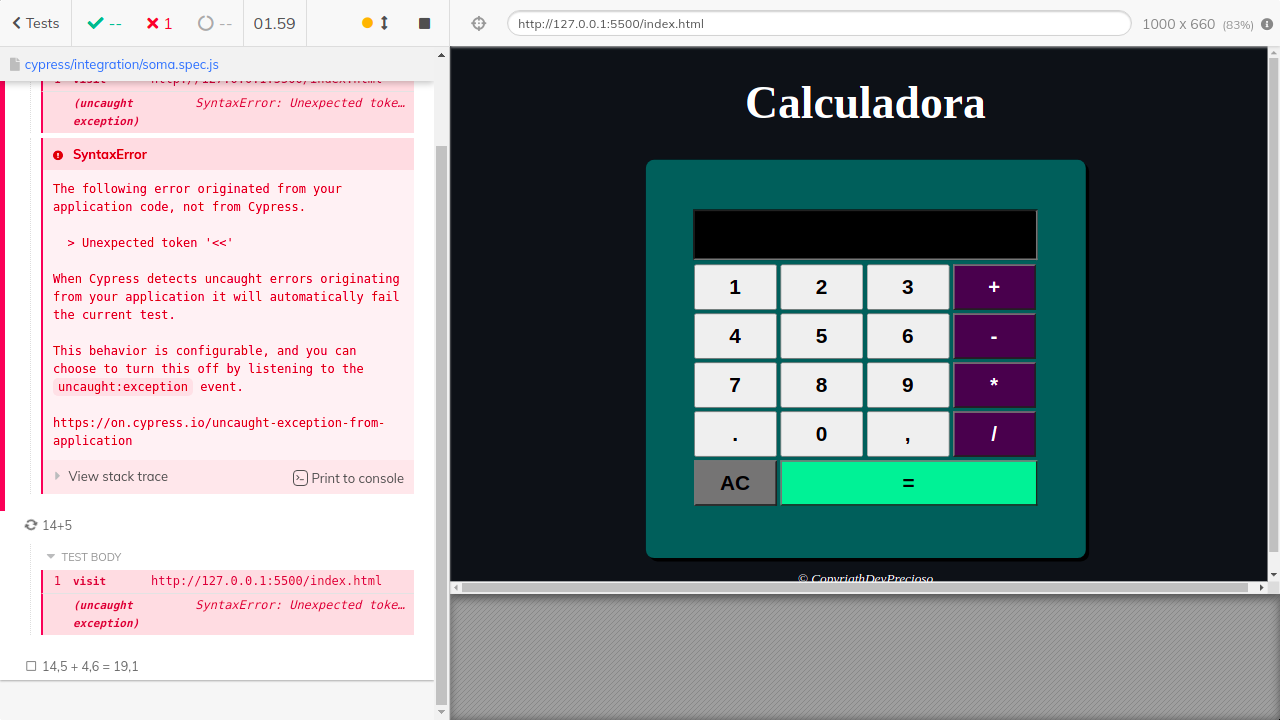 Tests
--
1
--
01.59
http://127.0.0.1:5500/index.html
1000 x 660 (83%)
cypress/integration/soma.spec.js
1 visit http://127.0.0.1:5500/index.html
(uncaught exception) SyntaxError: Unexpected toke…
SyntaxError
The following error originated from your
application code, not from Cypress.
> Unexpected token '<<'
When Cypress detects uncaught errors originating
from your application it will automatically fail
the current test.
This behavior is configurable, and you can
choose to turn this off by listening to the
uncaught:exception event.
https://on.cypress.io/uncaught-exception-from-
application
View stack trace
Print to console
14+5
TEST BODY
1 visit http://127.0.0.1:5500/index.html
(uncaught exception) SyntaxError: Unexpected toke…
14,5 + 4,6 = 19,1
Calculadora
1 2 3 +
4 5 6 -
7 8 9 *
. 0 , /
AC =
© CopyrigthDevPrecioso